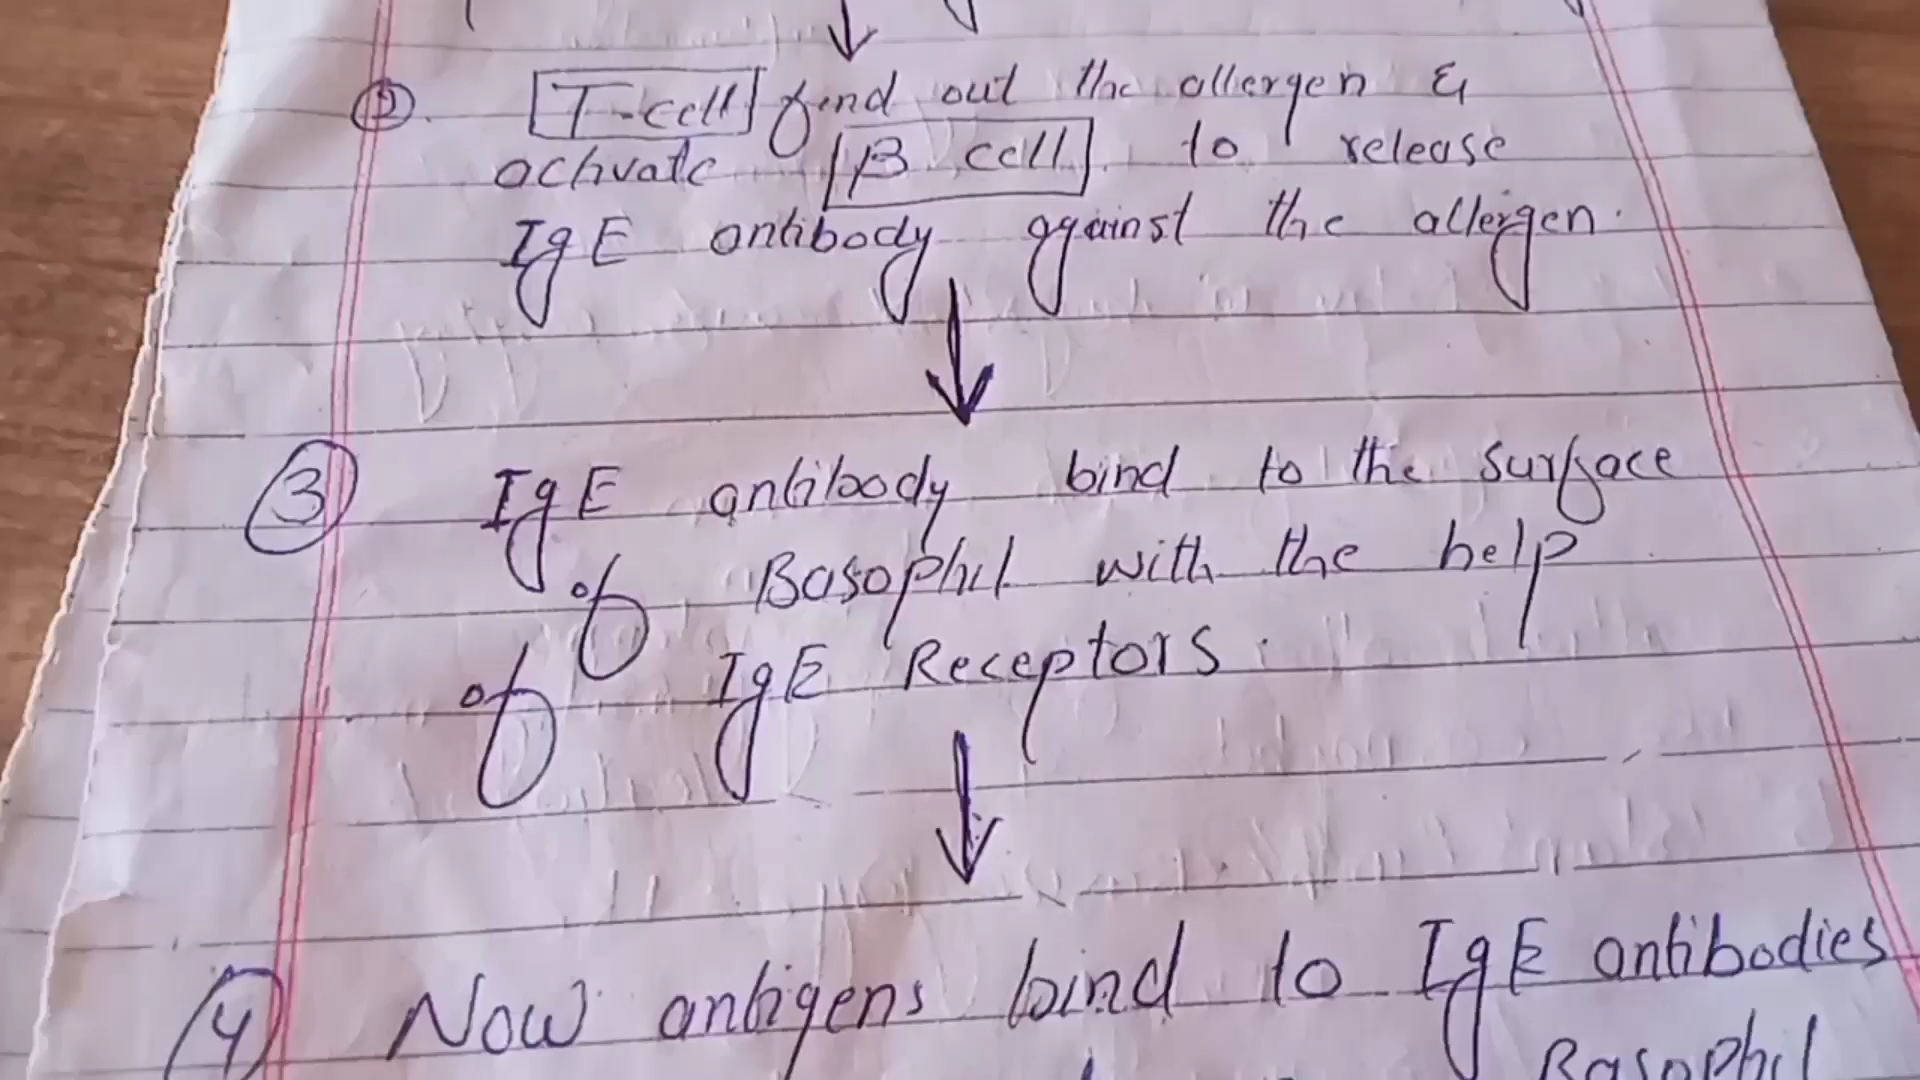 ② T-cell find out the allergen &
activate β cell to release
IgE antibody against the allergen.
③ IgE antibody bind to the surface
of Basophil with the help
of IgE Receptors.
④ Now antigens bind to IgE antibodies
Basophil